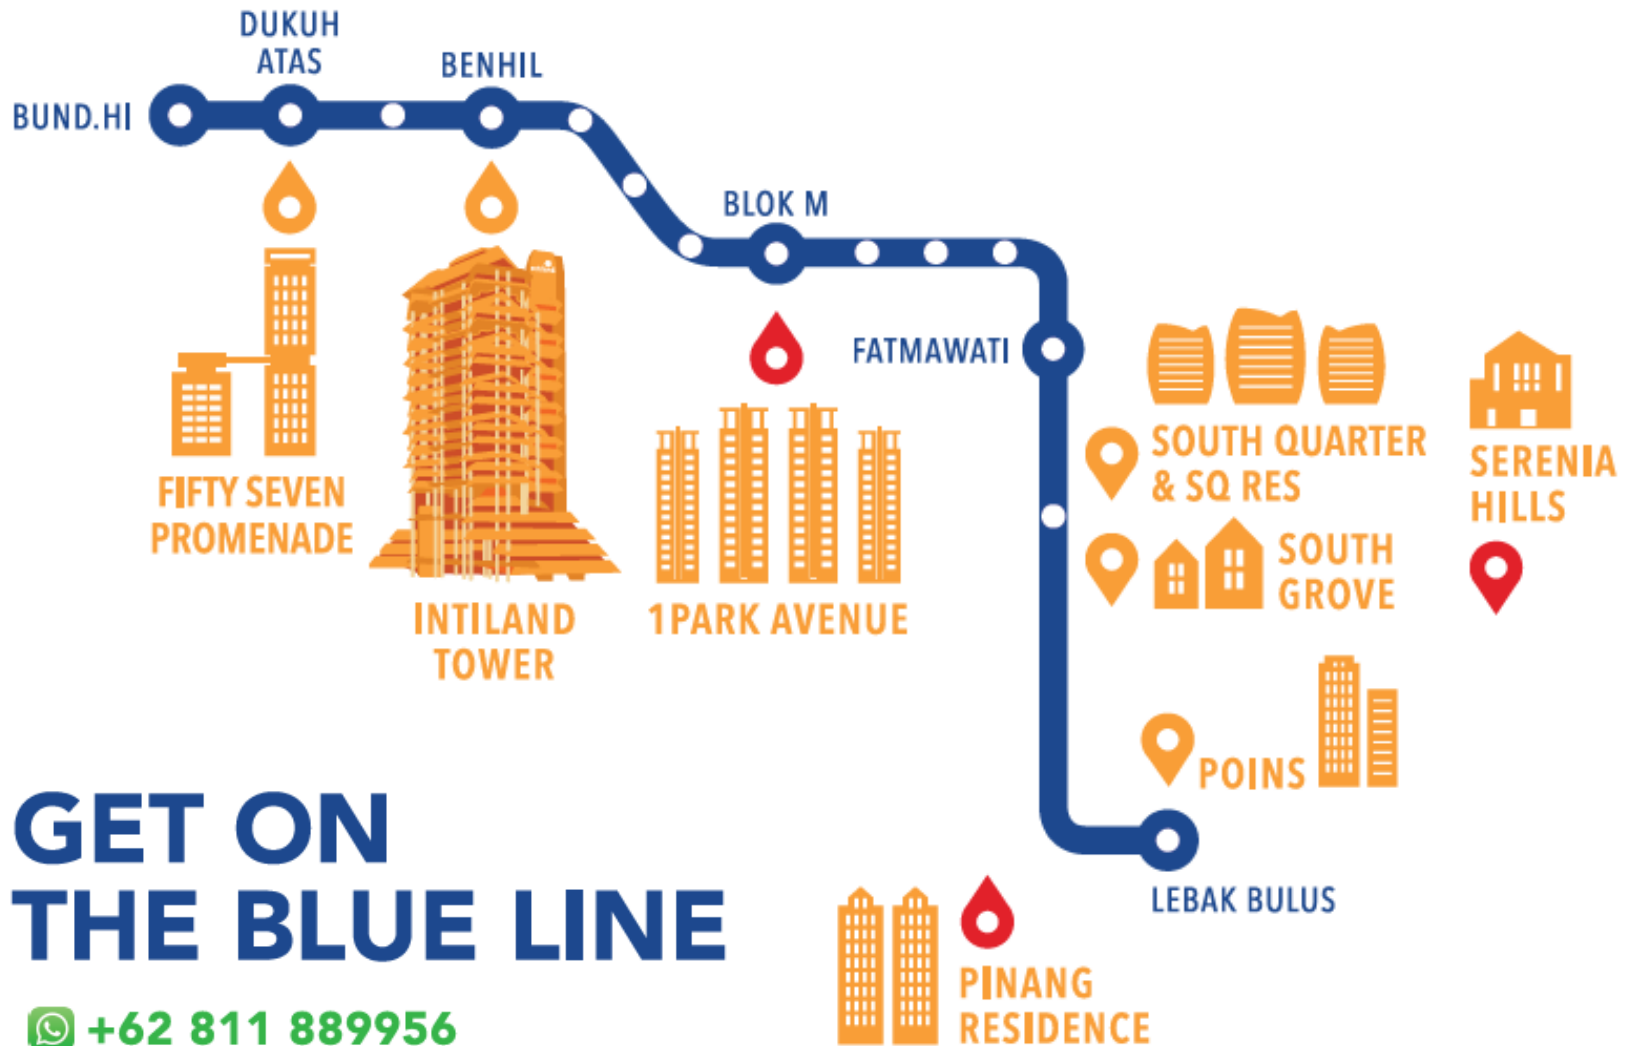 DUKUH
ATAS
BENHIL
BUND.HI
BLOK M
FATMAWATI
SOUTH QUARTER
& SQ RES
SERENIA
HILLS
FIFTY SEVEN
PROMENADE
SOUTH
GROVE
INTILAND
TOWER
1PARK AVENUE
POINS
GET ON
THE BLUE LINE
LEBAK BULUS
PINANG
RESIDENCE
+62 811 889956